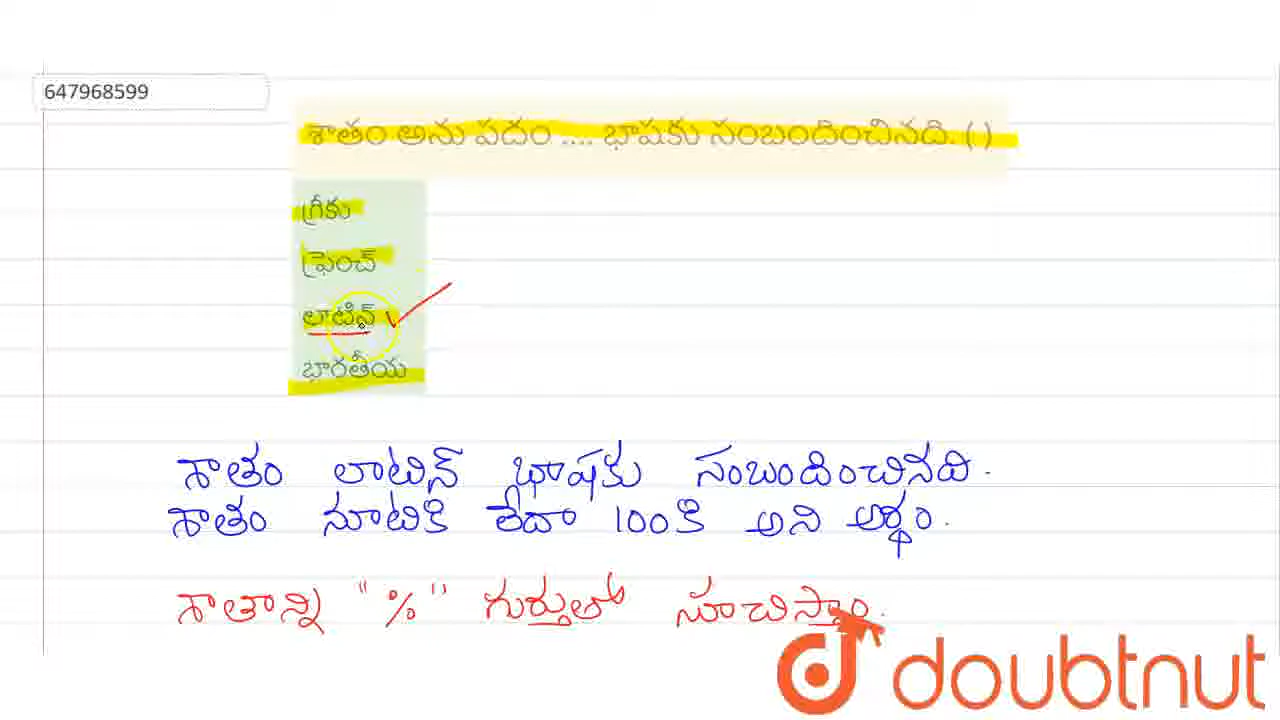 647968599
శాతం అను పదం .... భాషకు సంబందించినది. ( )
గ్రీకు
ఫ్రెంచ్
లాటిన్
భారతీయ
శాతం లాటిన్ భాషకు సంబందించినది.
శాతం నూటికి లేదా 100కి అని అర్థం.
శాతాన్ని "%" గుర్తుతో సూచిస్తాం.
doubtnut